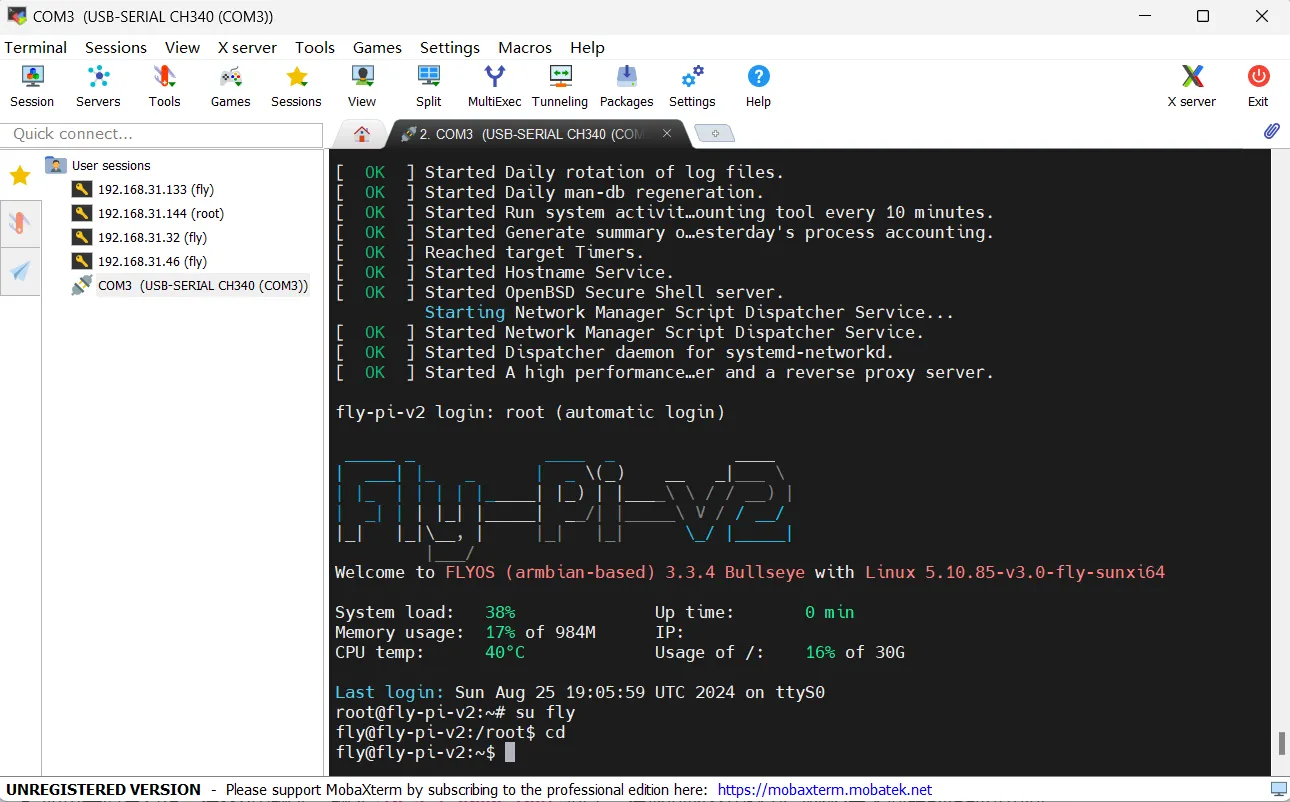 COM3  (USB-SERIAL CH340 (COM3))
Terminal Sessions View X server Tools Games Settings Macros Help
Session Servers Tools Games Sessions View Split MultiExec Tunneling Packages Settings Help X server Exit
Quick connect...
2. COM3  (USB-SERIAL CH340 (COM
User sessions
192.168.31.133 (fly)
192.168.31.144 (root)
192.168.31.32 (fly)
192.168.31.46 (fly)
COM3  (USB-SERIAL CH340 (COM3))
[  OK  ] Started Daily rotation of log files.
[  OK  ] Started Daily man-db regeneration.
[  OK  ] Started Run system activit…ounting tool every 10 minutes.
[  OK  ] Started Generate summary o…esterday's process accounting.
[  OK  ] Reached target Timers.
[  OK  ] Started Hostname Service.
[  OK  ] Started OpenBSD Secure Shell server.
Starting Network Manager Script Dispatcher Service...
[  OK  ] Started Network Manager Script Dispatcher Service.
[  OK  ] Started Dispatcher daemon for systemd-networkd.
[  OK  ] Started A high performance…er and a reverse proxy server.
fly-pi-v2 login: root (automatic login)
Fly-Pi-v2
Welcome to FLYOS (armbian-based) 3.3.4 Bullseye with Linux 5.10.85-v3.0-fly-sunxi64
System load:   38%   Up time:   0 min
Memory usage:  17% of 984M   IP:
CPU temp:   40°C   Usage of /:   16% of 30G
Last login: Sun Aug 25 19:05:59 UTC 2024 on ttyS0
root@fly-pi-v2:~# su fly
fly@fly-pi-v2:/root$ cd
fly@fly-pi-v2:~$
UNREGISTERED VERSION  -  Please support MobaXterm by subscribing to the professional edition here:  https://mobaxterm.mobatek.net